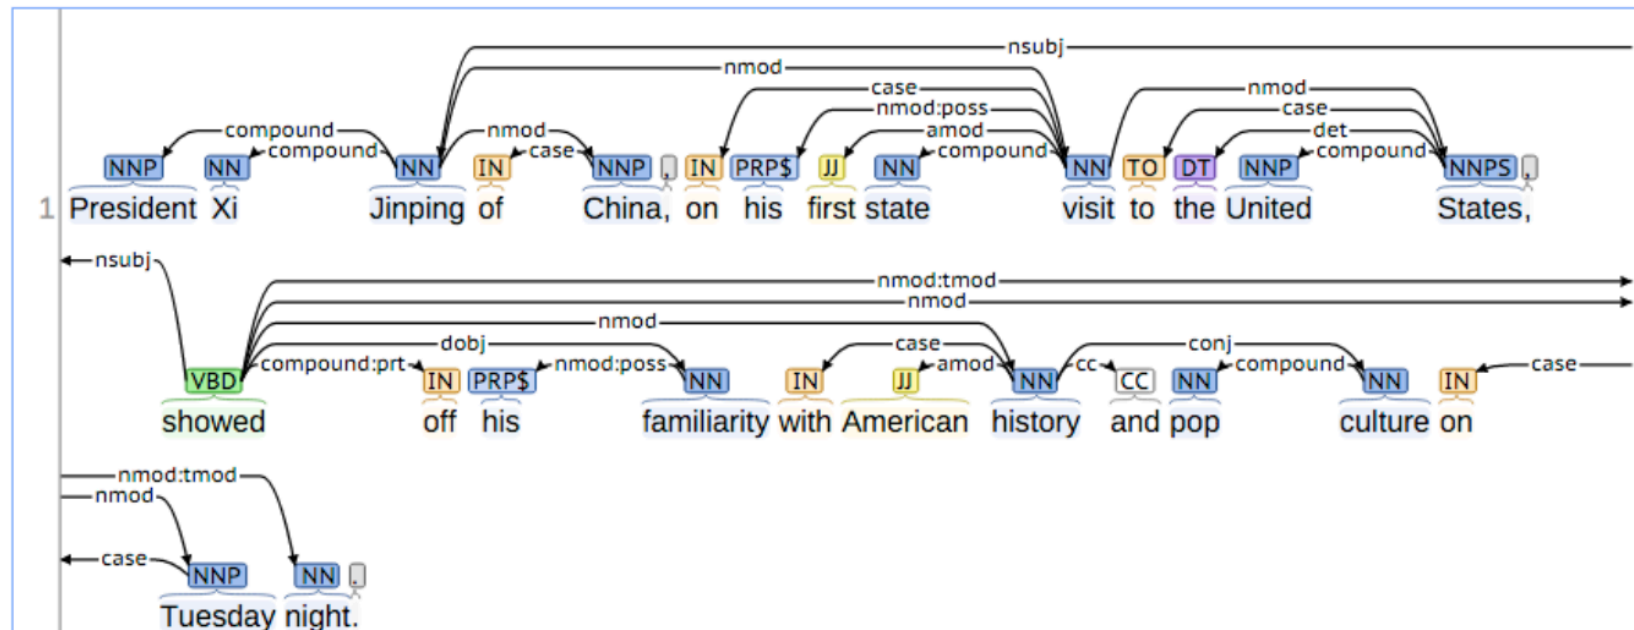 nsubj
nmod
case nmod
nmod:poss case
compound nmod amod det
compound case compound compound
NNP NN NN IN NNP , IN PRP$ JJ NN NN TO DT NNP NNPS ,
1 President Xi Jinping of China, on his first state visit to the United States,
nsubj
nmod:tmod
nmod
nmod
dobj case conj
compound:prt nmod:poss amod cc compound case
VBD IN PRP$ NN IN JJ NN CC NN NN IN
showed off his familiarity with American history and pop culture on
nmod:tmod
nmod
case
NNP NN .
Tuesday night.